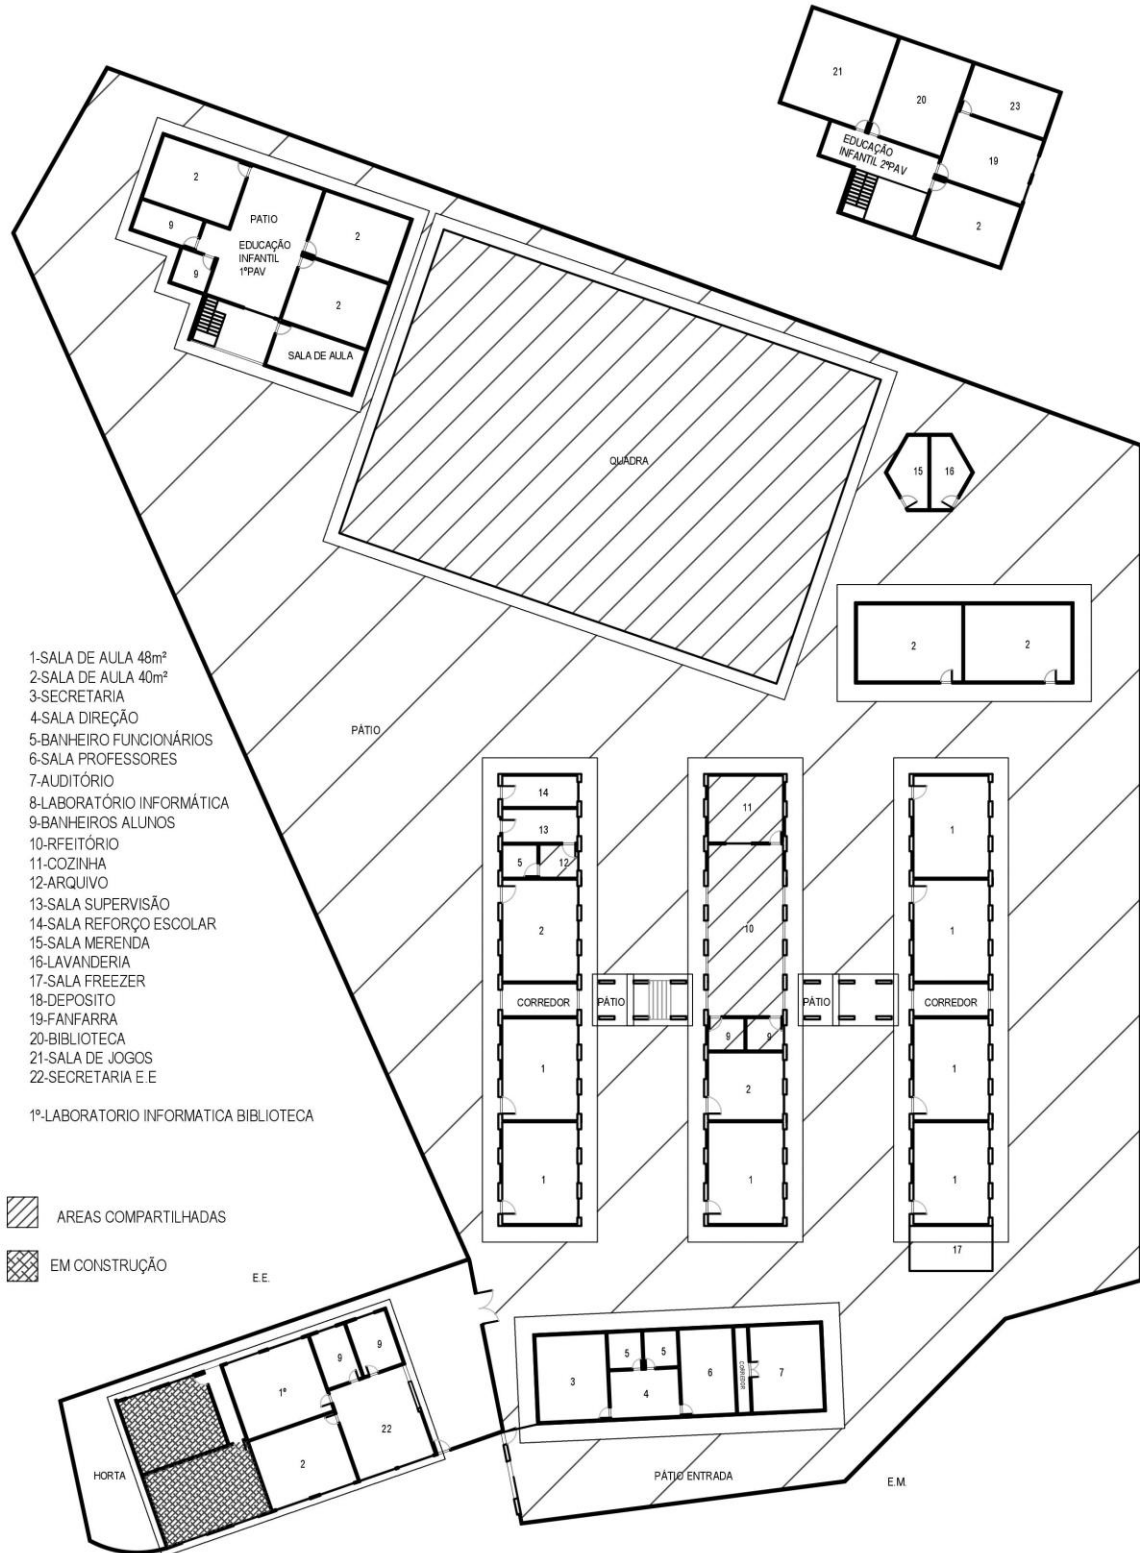 21
20
23
19
EDUCAÇÃO
INFANTIL 2ºPAV
2
2
PATIO
2
9
EDUCAÇÃO
INFANTIL
1ºPAV
9
2
SALA DE AULA
QUADRA
15
16
2
2
1-SALA DE AULA 48m²
2-SALA DE AULA 40m²
3-SECRETARIA
4-SALA DIREÇÃO
5-BANHEIRO FUNCIONÁRIOS
6-SALA PROFESSORES
7-AUDITÓRIO
8-LABORATÓRIO INFORMÁTICA
9-BANHEIROS ALUNOS
10-RFEITÓRIO
11-COZINHA
12-ARQUIVO
13-SALA SUPERVISÃO
14-SALA REFORÇO ESCOLAR
15-SALA MERENDA
16-LAVANDERIA
17-SALA FREEZER
18-DEPOSITO
19-FANFARRA
20-BIBLIOTECA
21-SALA DE JOGOS
22-SECRETARIA E.E
1º-LABORATORIO INFORMATICA BIBLIOTECA
PÁTIO
14
13
5
12
2
CORREDOR
1
1
PÁTIO
11
10
9
9
2
1
PÁTIO
1
1
CORREDOR
1
1
17
AREAS COMPARTILHADAS
EM CONSTRUÇÃO
E.E.
9
9
1º
22
2
HORTA
5
5
3
4
6
CORREDOR
7
PÁTIO ENTRADA
E.M.